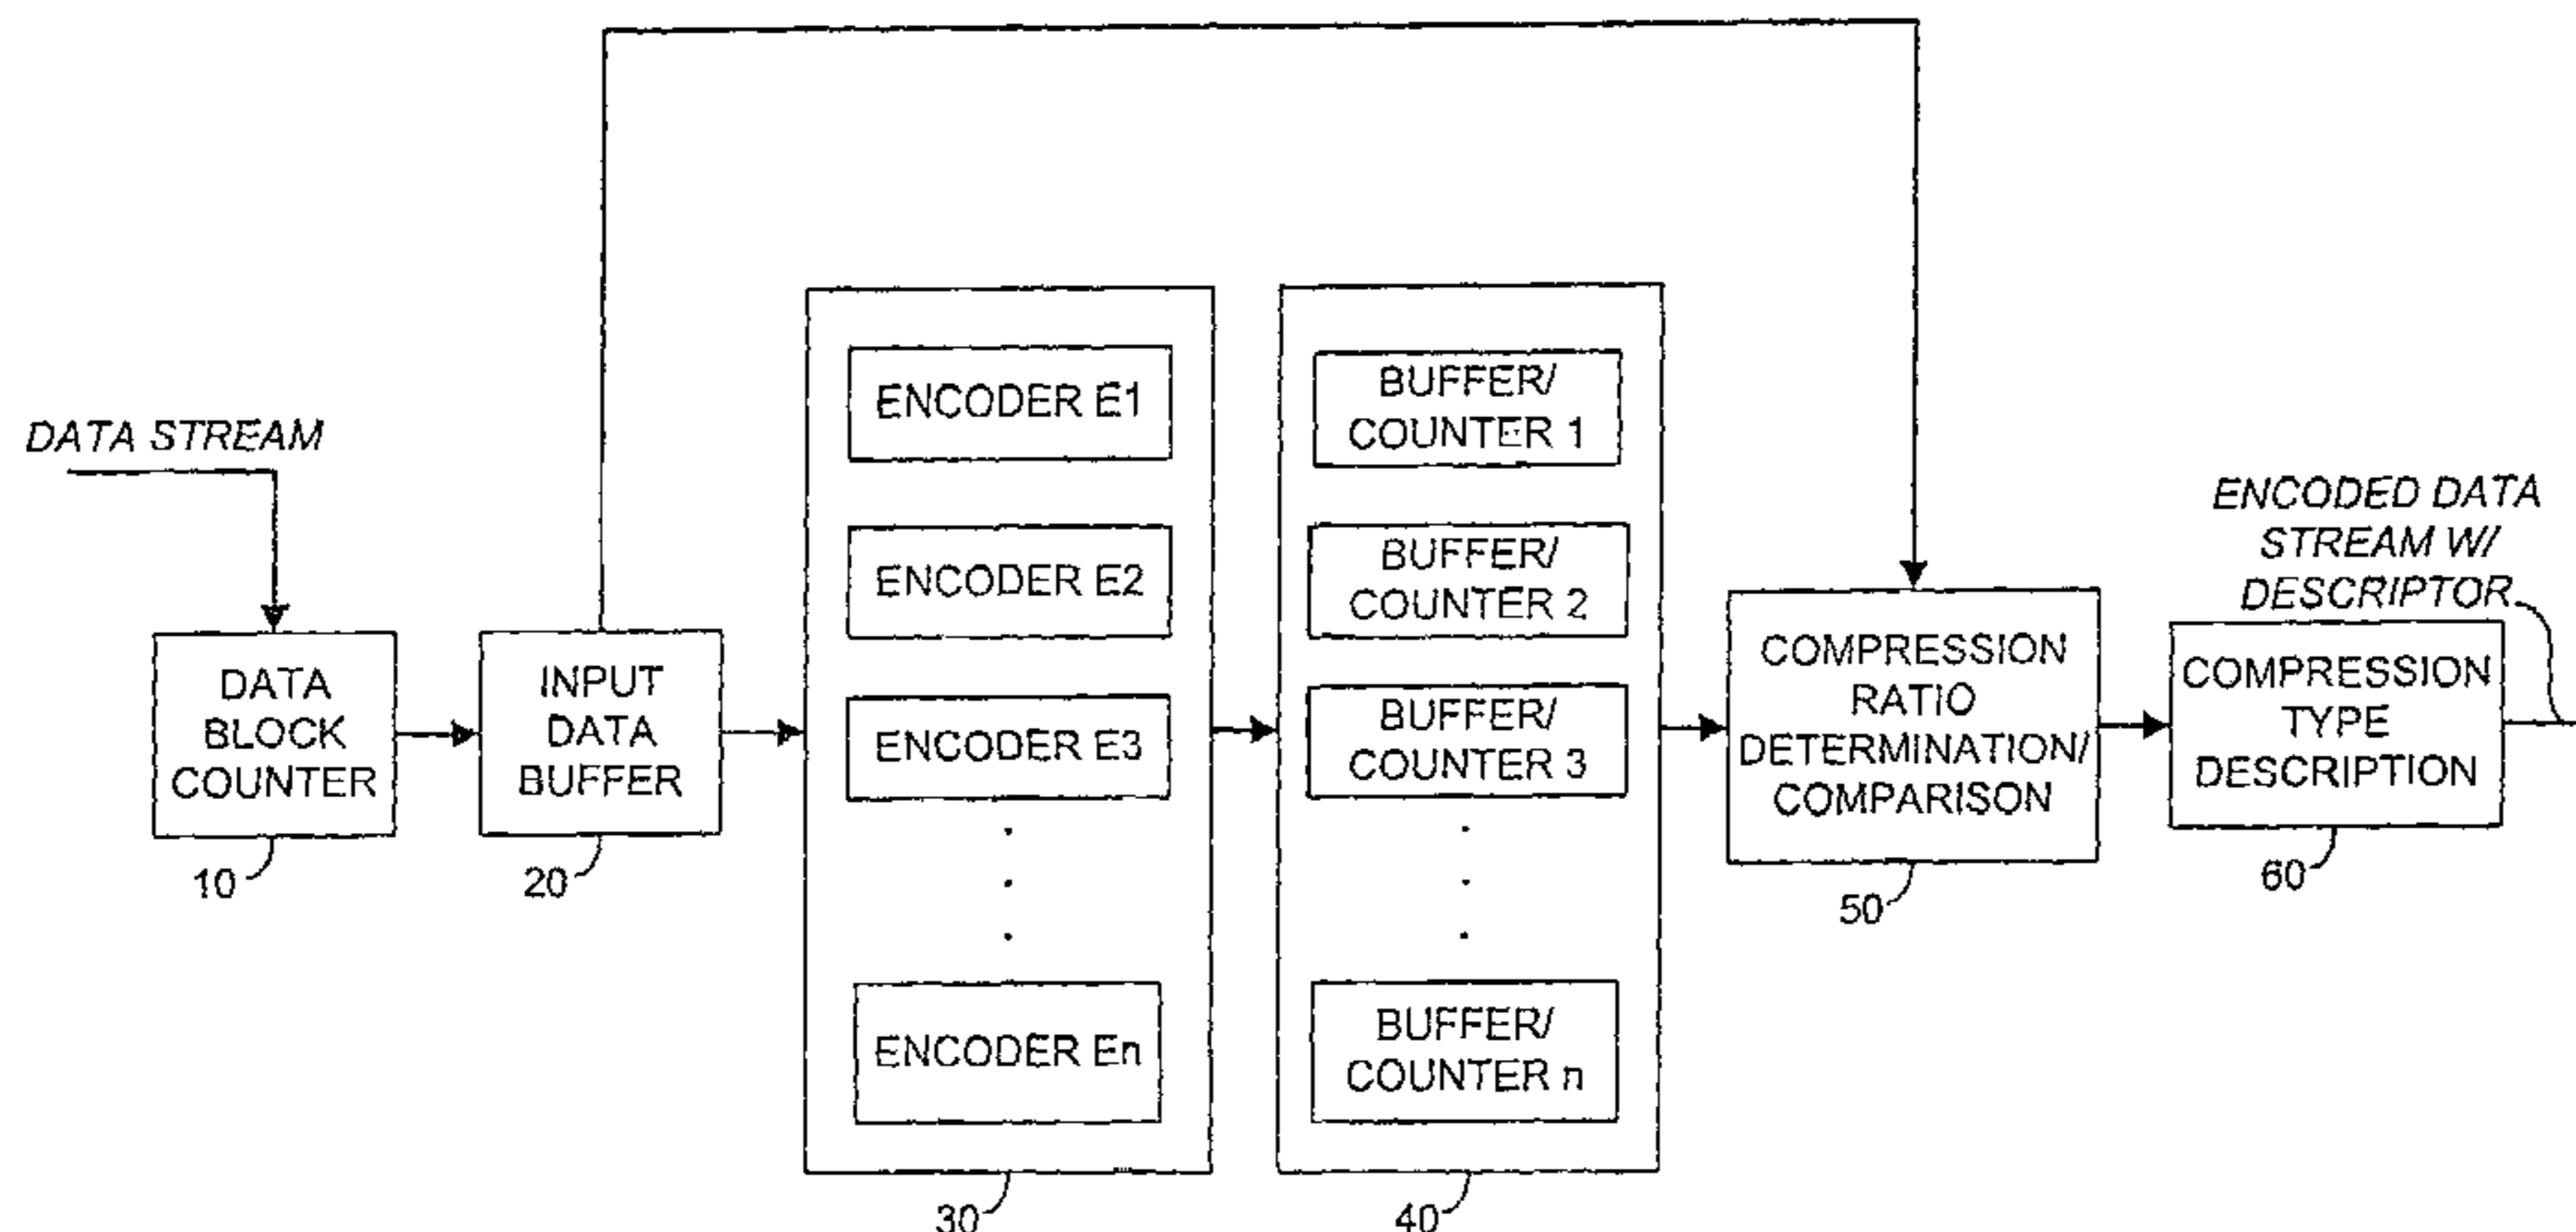 DATA STREAM
DATA
BLOCK
COUNTER
10
INPUT
DATA
BUFFER
20
ENCODER E1
ENCODER E2
ENCODER E3
ENCODER En
30
BUFFER/
COUNTER 1
BUFFER/
COUNTER 2
BUFFER/
COUNTER 3
BUFFER/
COUNTER n
40
COMPRESSION
RATIO
DETERMINATION/
COMPARISON
50
ENCODED DATA
STREAM W/
DESCRIPTOR
COMPRESSION
TYPE
DESCRIPTION
60